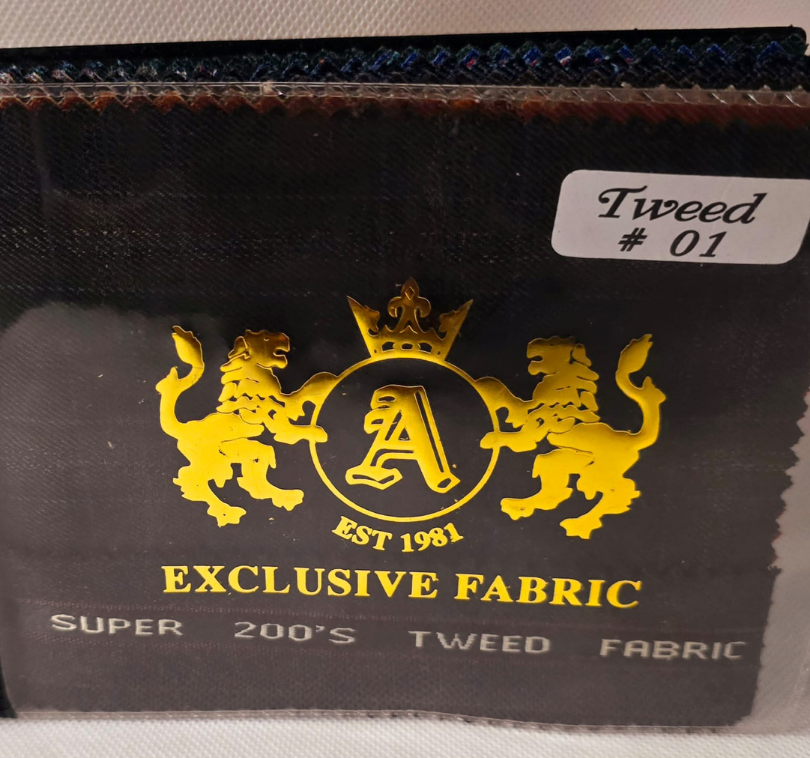 Tweed
# 01
A
EST 1981
EXCLUSIVE FABRIC
SUPER 200'S TWEED FABRIC